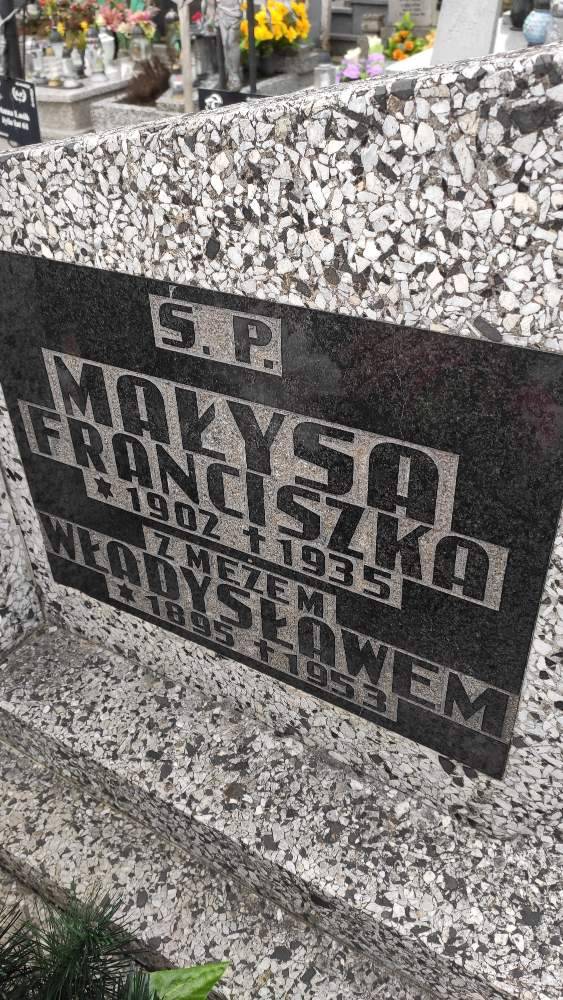 Ś. P.
MAŁYSA
FRANCISZKA
* 1902 † 1935
Z MĘŻEM
WŁADYSŁAWEM
* 1895 † 1953